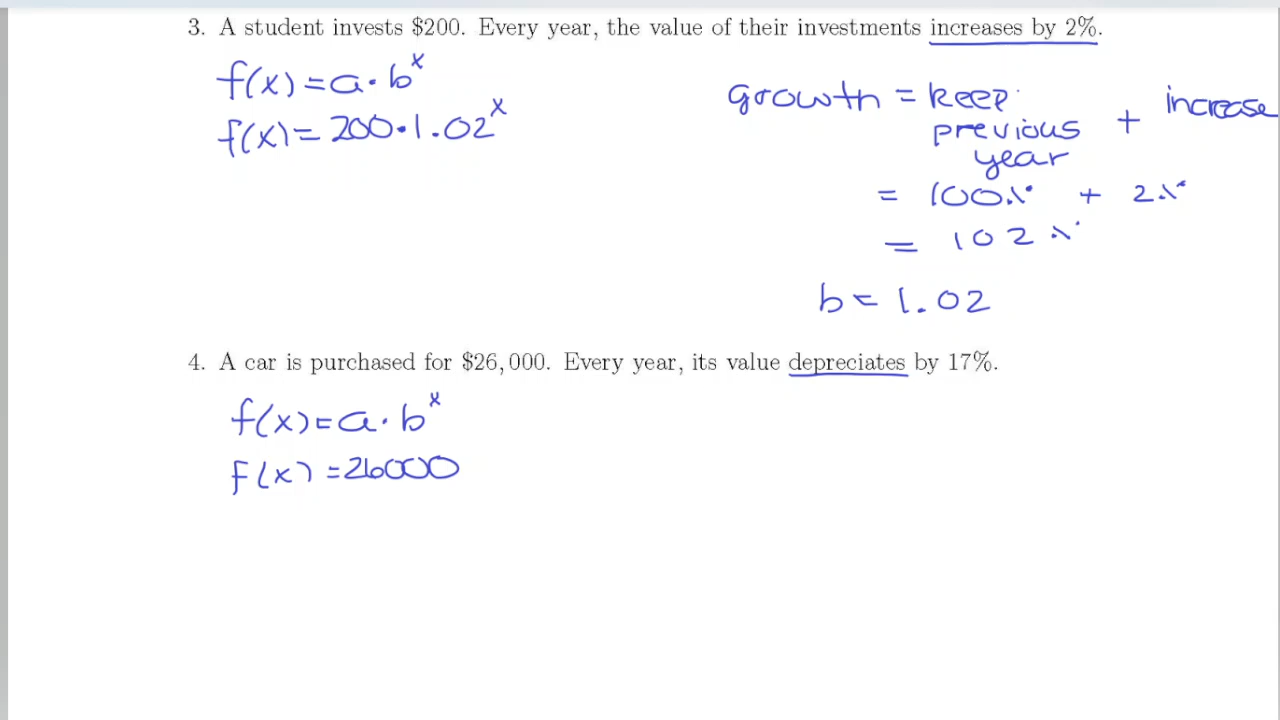 3. A student invests $200. Every year, the value of their investments increases by 2%.
f(x) = a · b^x
f(x) = 200 · 1.02^x
growth = keep previous year + increase
= 100% + 2%
= 102%
b = 1.02
4. A car is purchased for $26,000. Every year, its value depreciates by 17%.
f(x) = a · b^x
f(x) = 26000